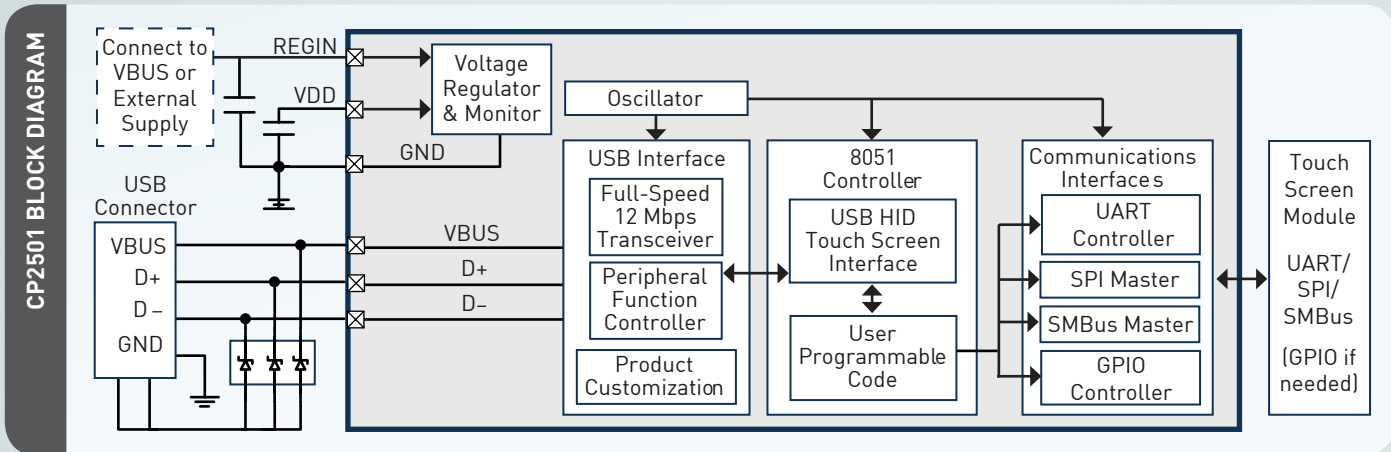 CP2501 BLOCK DIAGRAM
Connect to
VBUS or
External
Supply
REGIN
VDD
GND
Voltage
Regulator
& Monitor
USB
Connector
VBUS
D+
D–
GND
VBUS
D+
D–
Oscillator
USB Interface
Full-Speed
12 Mbps
Transceiver
Peripheral
Function
Controller
Product
Customization
8051
Controller
USB HID
Touch Screen
Interface
User
Programmable
Code
Communications
Interfaces
UART
Controller
SPI Master
SMBus Master
GPIO
Controller
Touch
Screen
Module
UART/
SPI/
SMBus
(GPIO if
needed)